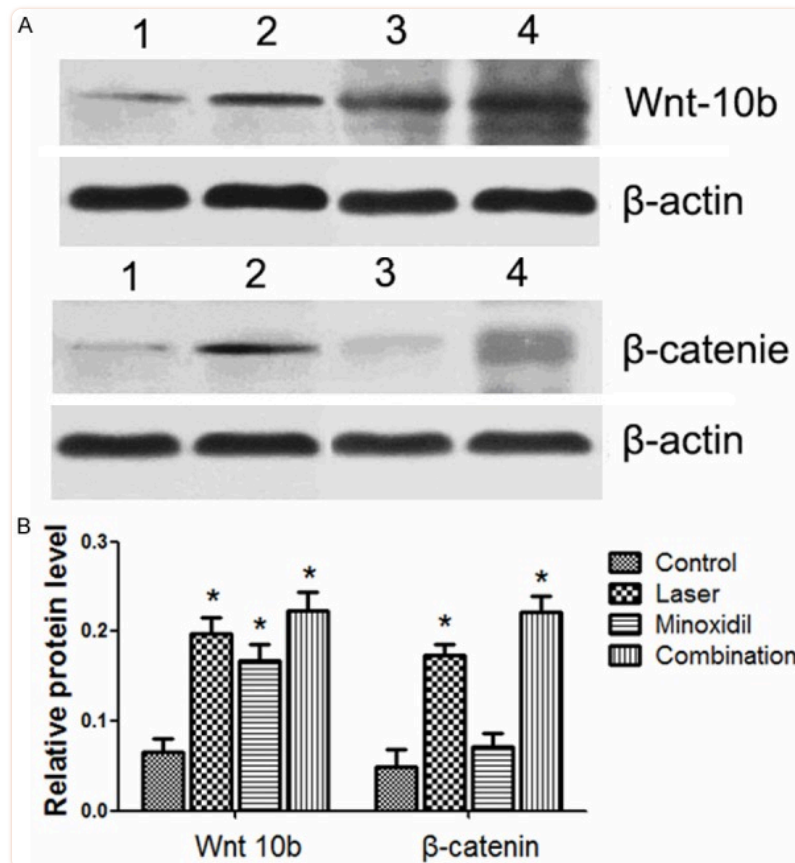 A
1 2 3 4
Wnt-10b
β-actin
1 2 3 4
β-catenie
β-actin
B
Relative protein level
0.3
0.2
0.1
0.0
* * * * *
Wnt 10b β-catenin
Control
Laser
Minoxidil
Combination